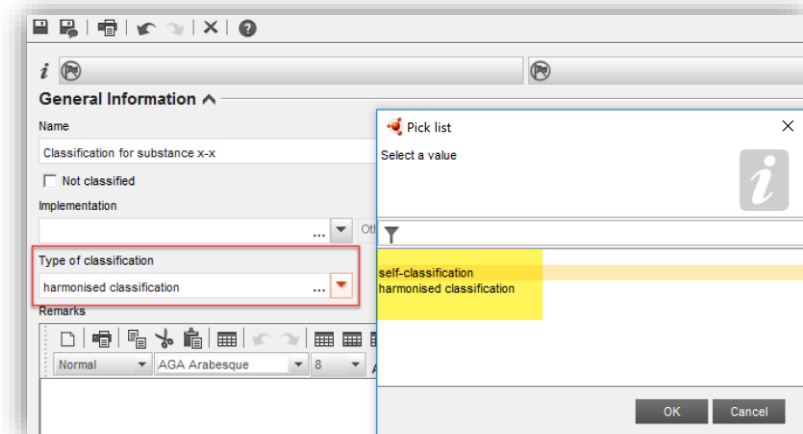 General Information
Name
Pick list
Select a value
Classification for substance x-x
Not classified
Implementation
...
Type of classification
harmonised classification ...
self-classification
harmonised classification
Remarks
Normal
AGA Arabesque
8
OK
Cancel